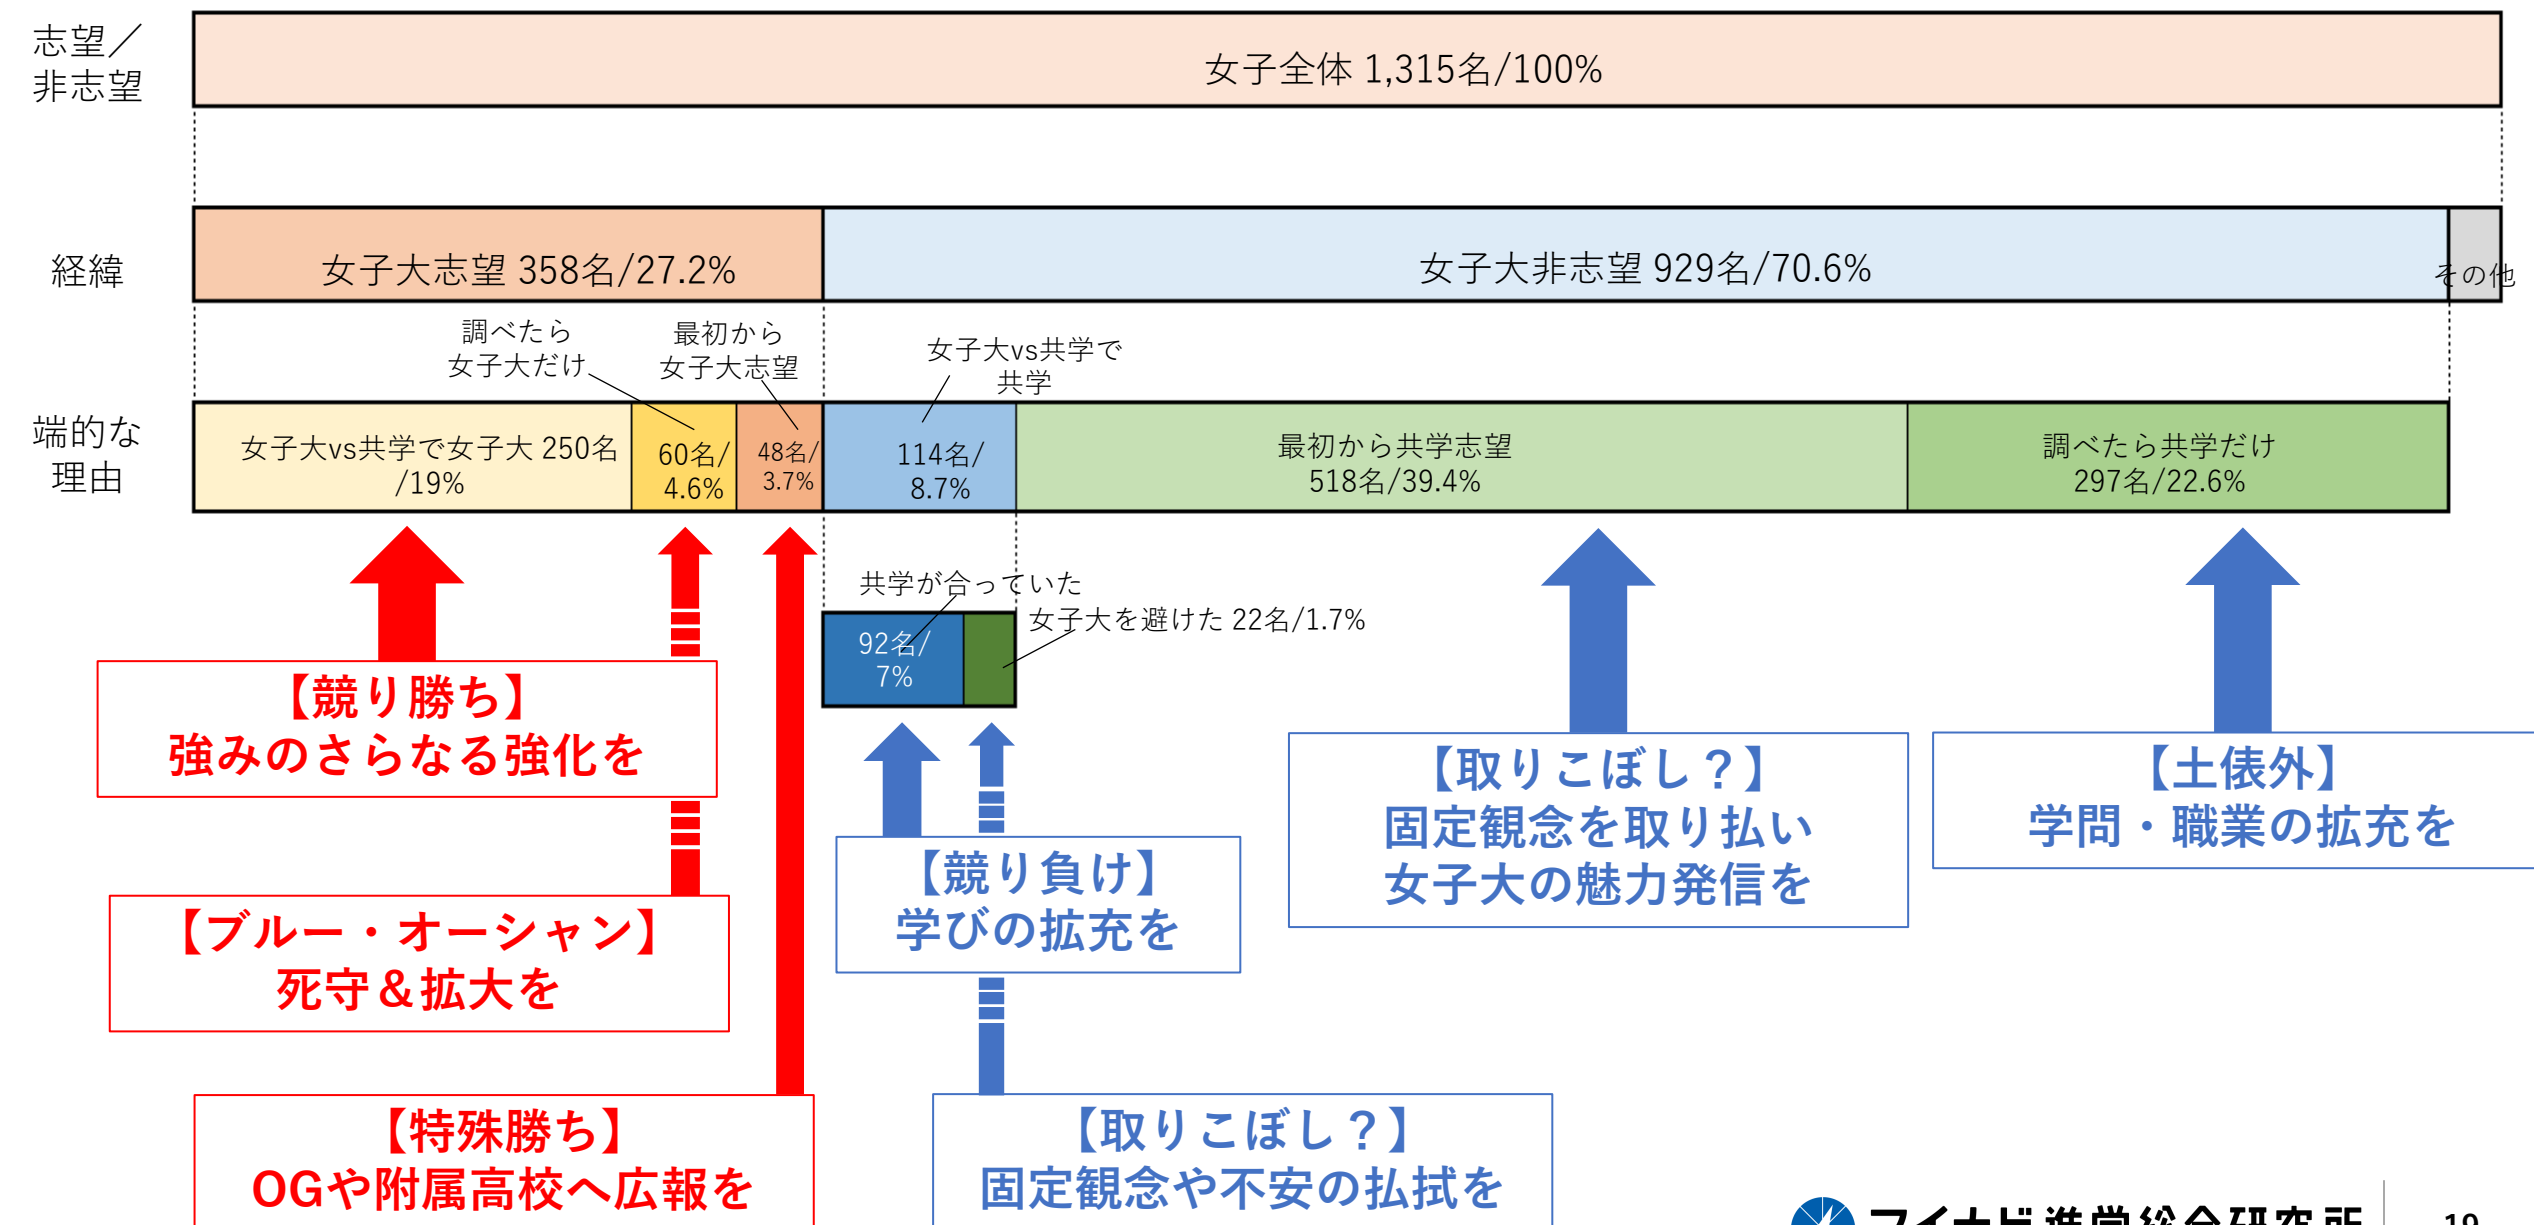 志望／
非志望
女子全体 1,315名/100%
経緯
女子大志望 358名/27.2%
女子大非志望 929名/70.6%
その他
調べたら
女子大だけ
最初から
女子大志望
女子大vs共学で
共学
端的な
理由
女子大vs共学で女子大 250名
/19%
60名/
4.6%
48名/
3.7%
114名/
8.7%
最初から共学志望
518名/39.4%
調べたら共学だけ
297名/22.6%
共学が合っていた
女子大を避けた 22名/1.7%
92名/
7%
【競り勝ち】
強みのさらなる強化を
【取りこぼし？】
固定観念を取り払い
女子大の魅力発信を
【土俵外】
学問・職業の拡充を
【競り負け】
学びの拡充を
【ブルー・オーシャン】
死守＆拡大を
【特殊勝ち】
OGや附属高校へ広報を
【取りこぼし？】
固定観念や不安の払拭を
マイナビ進学総合研究所
19